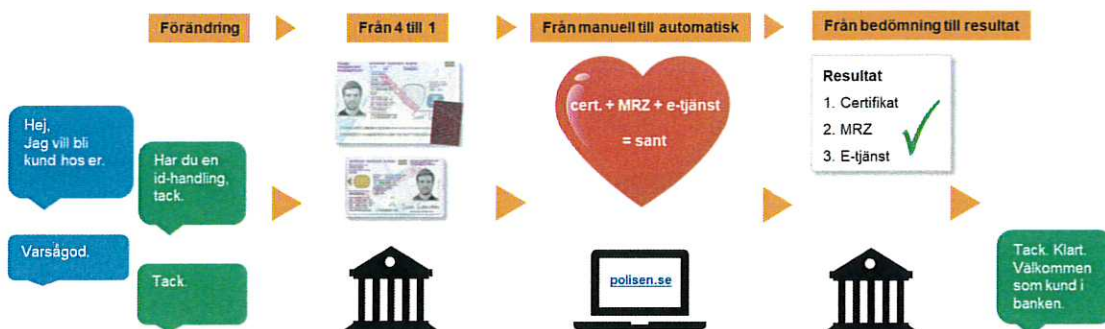 Förändring
Från 4 till 1
Från manuell till automatisk
Från bedömning till resultat
Hej,
Jag vill bli
kund hos er.
Har du en
id-handling,
tack.
Varsågod.
Tack.
cert. + MRZ + e-tjänst
= sant
polisen.se
Resultat
1. Certifikat
2. MRZ
3. E-tjänst
Tack. Klart.
Välkommen
som kund i
banken.